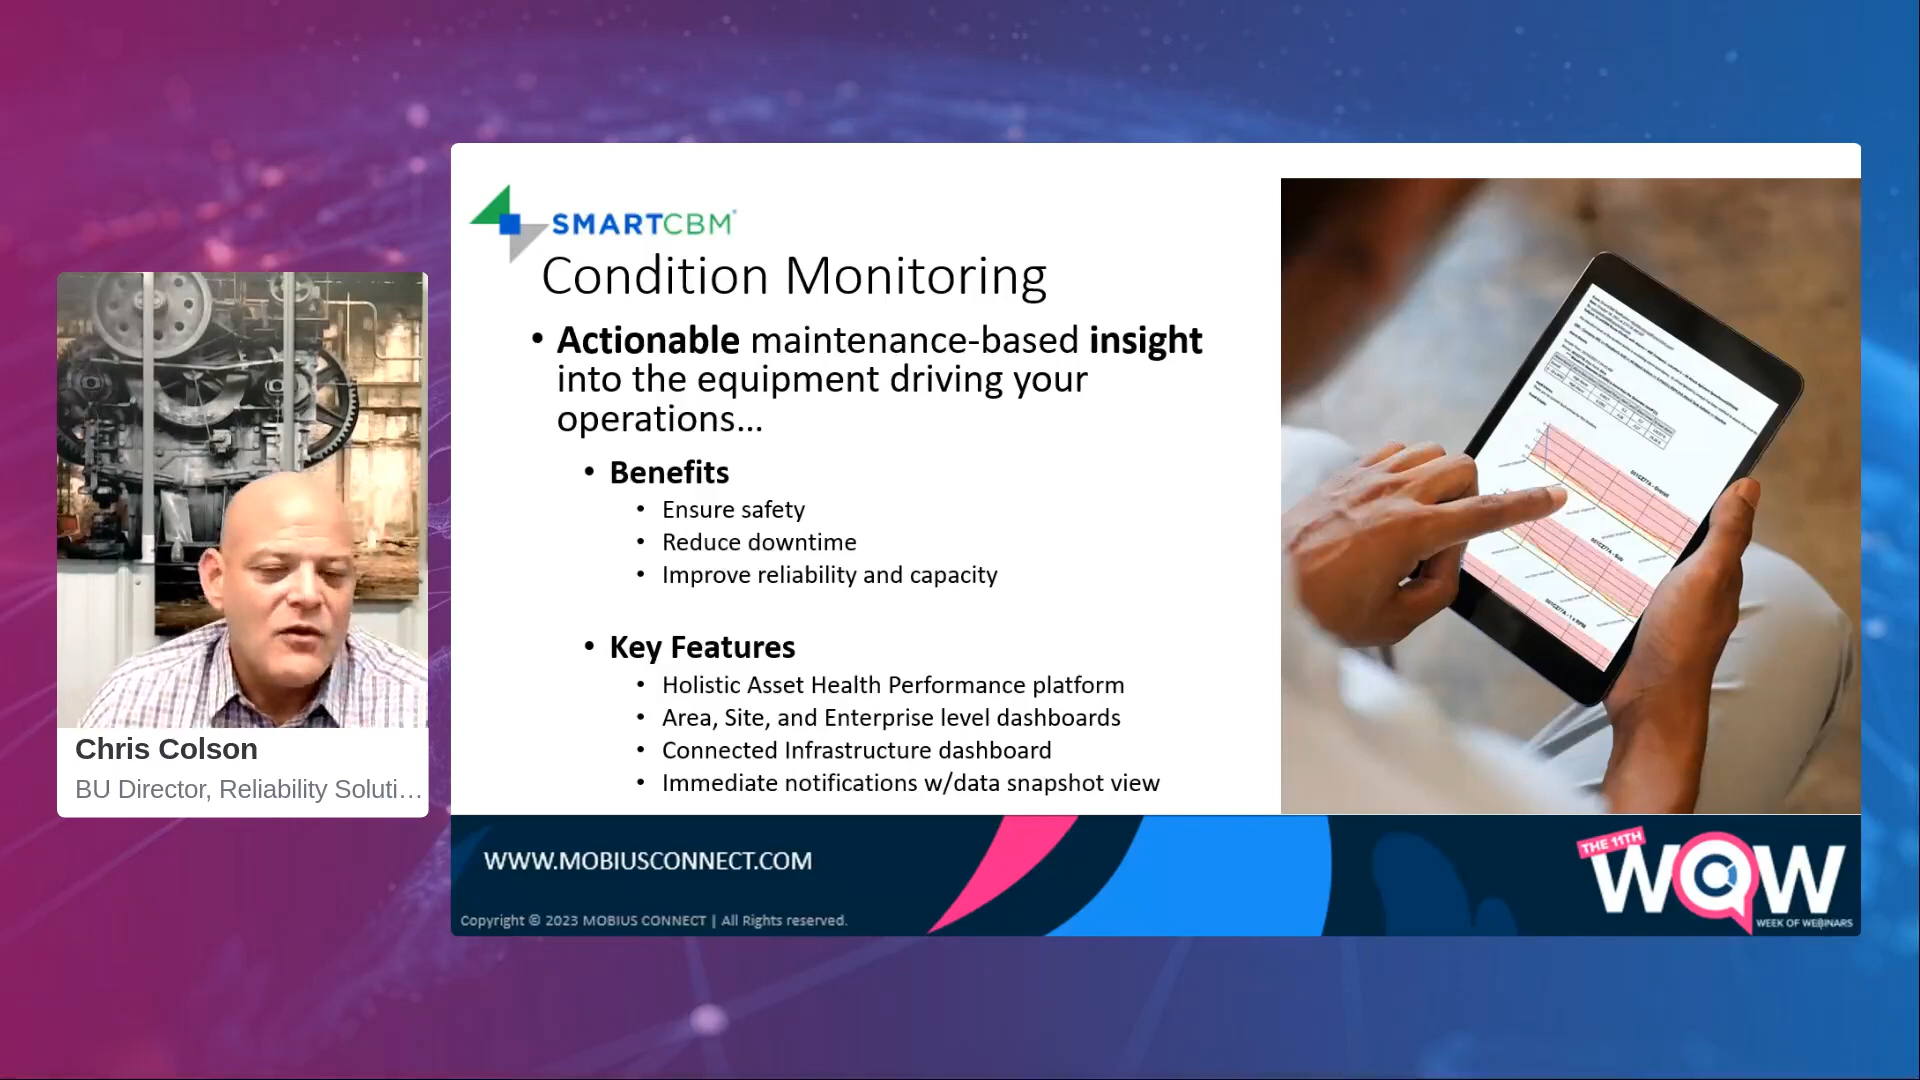 SMARTCBM
Condition Monitoring
• Actionable maintenance-based insight
into the equipment driving your
operations...
• Benefits
• Ensure safety
• Reduce downtime
• Improve reliability and capacity
• Key Features
• Holistic Asset Health Performance platform
• Area, Site, and Enterprise level dashboards
• Connected Infrastructure dashboard
• Immediate notifications w/data snapshot view
Chris Colson
BU Director, Reliability Soluti...
WWW.MOBIUSCONNECT.COM
Copyright © 2023 MOBIUS CONNECT | All Rights reserved.
THE 11TH
WOW
WEEK OF WEBINARS